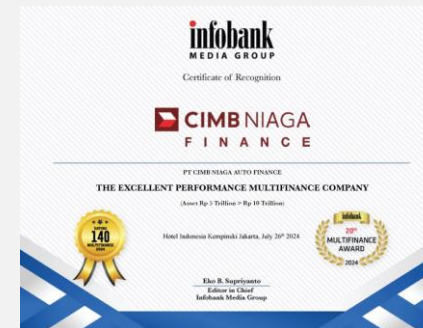 infobank
MEDIA GROUP
Certificate of Recognition
CIMB NIAGA
FINANCE
PT CIMB NIAGA AUTO FINANCE
THE EXCELLENT PERFORMANCE MULTIFINANCE COMPANY
(Asset Rp 5 Trillion > Rp 10 Trillion)
140
MULTIFINANCE
2024
Hotel Indonesia Kempinski Jakarta, July 26th 2024
infobank
20th
MULTIFINANCE
AWARD
2024
Eko B. Supriyanto
Editor in Chief
Infobank Media Group